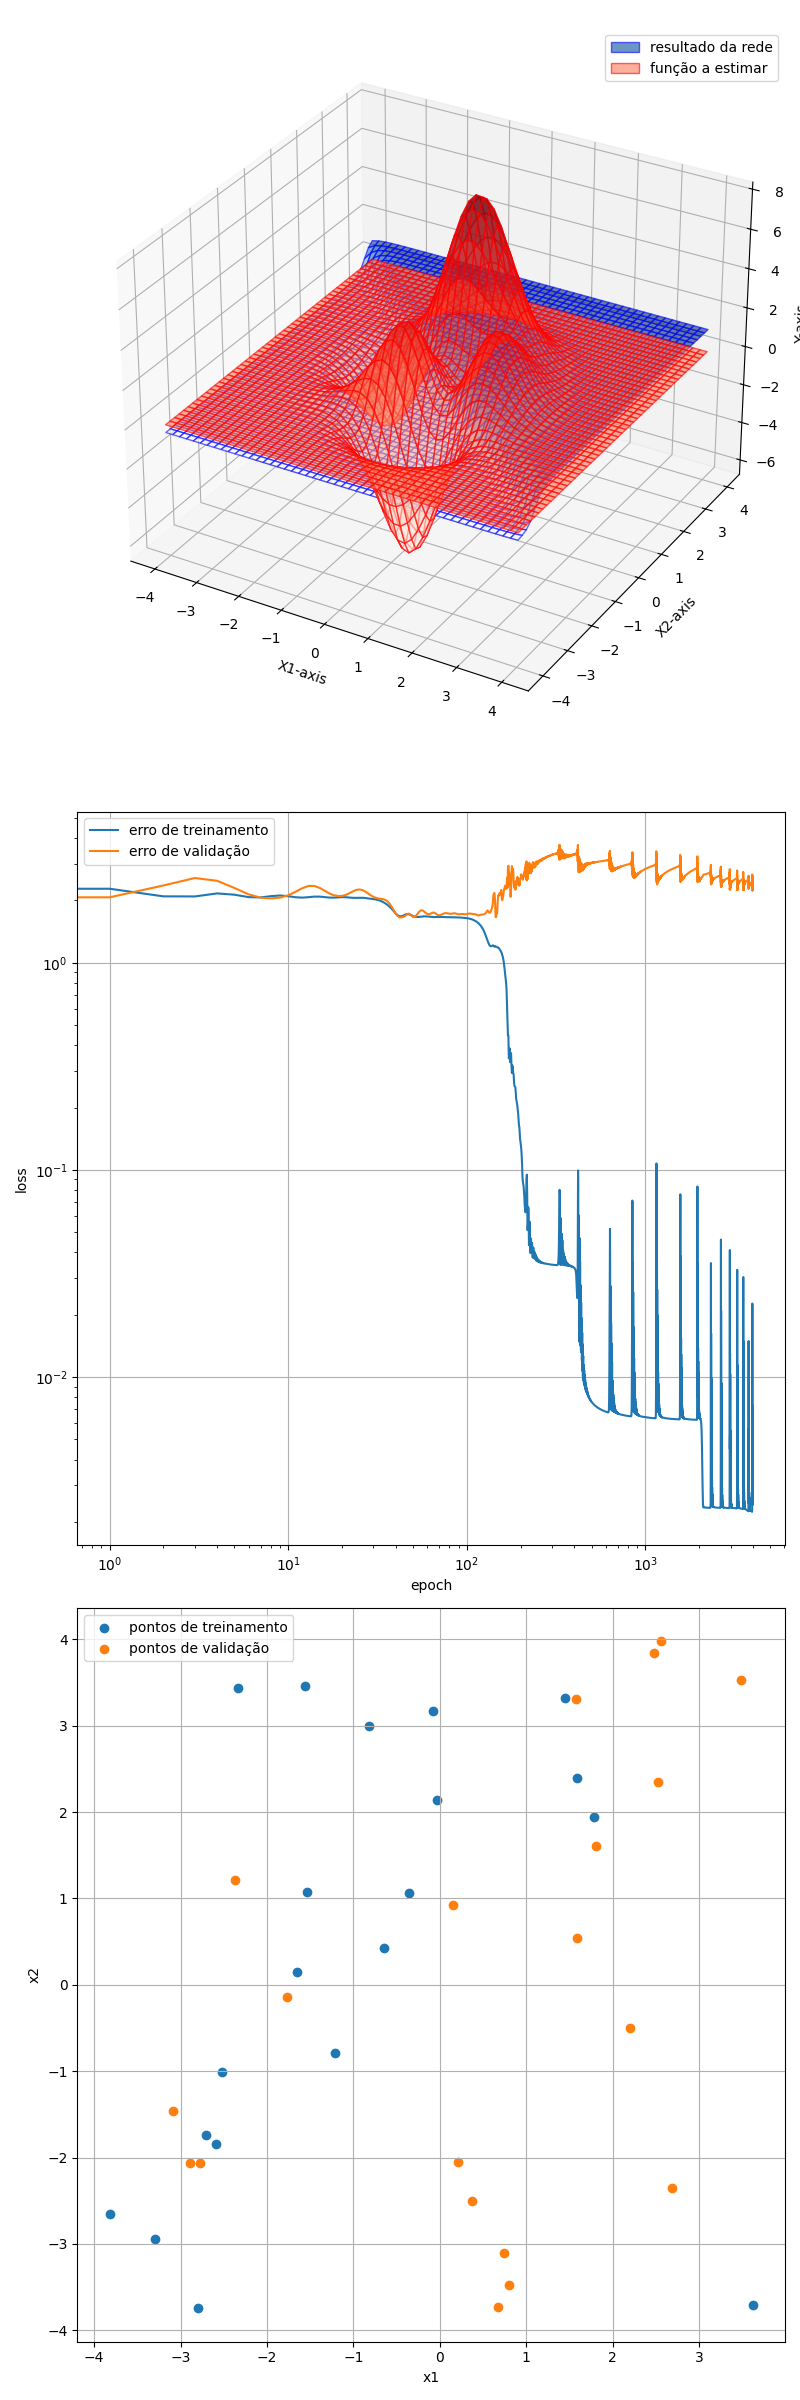 resultado da rede
função a estimar
8
6
4
2
0
−2
−4
−6
−4
−3
−2
−1
0
1
2
3
4
X1-axis
−4
−3
−2
−1
0
1
2
3
4
X2-axis
erro de treinamento
erro de validação
10⁰
10⁻¹
10⁻²
loss
10⁰ 10¹ 10² 10³
epoch
pontos de treinamento
pontos de validação
4
3
2
1
0
−1
−2
−3
−4
x2
−4 −3 −2 −1 0 1 2 3
x1